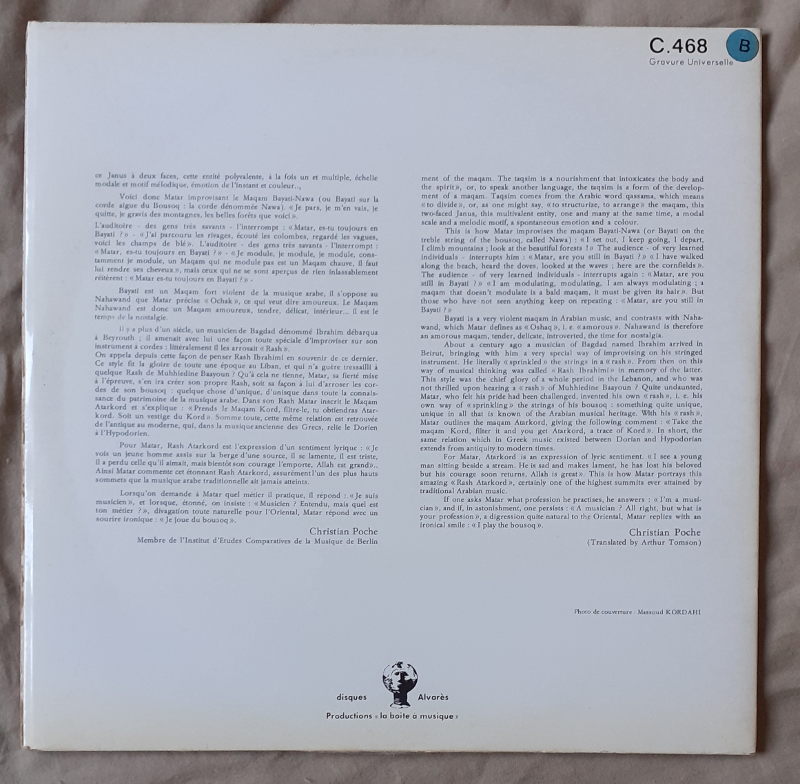 C.468
B
Gravure Universelle
ce Janus à deux faces, cette entité polyvalente, à la fois un et multiple, échelle
modale et motif mélodique, émotion de l'instant et couleur...
Voici donc Matar improvisant le Maqam Bayati-Nawa (ou Bayati sur la
corde aigue du Bousoq : la corde dénommée Nawa). « Je pars, je m'en vais, je
quitte, je gravis des montagnes, les belles forêts que voici ».
L'auditoire - des gens très savants - l'interrompt : « Matar, es-tu toujours en
Bayati ? » - « J'ai parcouru les rivages, écouté les colombes, regardé les vagues,
voici les champs de blé ». L'auditoire - des gens très savants - l'interrompt :
« Matar, es-tu toujours en Bayati ? » - « Je module, je module, je module, cons-
tamment je module, un Maqam qui ne module pas est un Maqam chauve, il faut
lui rendre ses cheveux », mais ceux qui ne se sont aperçus de rien inlassablement
réitèrent : « Matar es-tu toujours en Bayati ? » -
Bayati est un Maqam fort violent de la musique arabe, il s'oppose au
Nahawand que Matar précise « Ochak », ce qui veut dire amoureux. Le Maqam
Nahawand est donc un Maqam amoureux, tendre, délicat, intérieur... il est le
temps de la nostalgie.
Il y a plus d'un siècle, un musicien de Bagdad dénommé Ibrahim débarqua
à Beyrouth ; il amenait avec lui une façon toute spéciale d'improviser sur son
instrument à cordes : littéralement il les arrosait « Rash ».
On appela depuis cette façon de penser Rash Ibrahimi en souvenir de ce dernier.
Ce style fit la gloire de toute une époque au Liban, et qui n'a guère tressailli à
quelque Rash de Muhhiedine Baayoun ? Qu'à cela ne tienne, Matar, sa fierté mise
à l'épreuve, s'en ira créer son propre Rash, soit sa façon à lui d'arroser les cor-
des de son bousoq : quelque chose d'unique, d'unisque dans toute la connais-
sance du patrimoine de la musique arabe. Dans son Rash Matar inscrit le Maqam
Atarkord et s'explique : « Prends le Maqam Kord, filtre-le, tu obtiendras Atar-
kord. Soit un vestige du Kord ». Somme toute, cette même relation est retrouvée
de l'antique au moderne, qui, dans la musique ancienne des Grecs, relie le Dorien
à l'Hypodorien.
Pour Matar, Rash Atarkord est l'expression d'un sentiment lyrique : « Je
vois un jeune homme assis sur la berge d'une source, il se lamente, il est triste,
il a perdu celle qu'il aimait, mais bientôt son courage l'emporte, Allah est grand »..
Ainsi Matar commente cet étonnant Rash Atarkord, assurément l'un des plus hauts
sommets que la musique arabe traditionnelle ait jamais atteints.
Lorsqu'on demande à Matar quel métier il pratique, il répond : « Je suis
musicien », et lorsque, étonné, on insiste : « Musicien ? Entendu, mais quel est
ton métier ? », divagation toute naturelle pour l'Oriental, Matar répond avec un
sourire ironique : « Je joue du bousoq ».
Christian Poche
Membre de l'Institut d'Etudes Comparatives de la Musique de Berlin
ment of the maqam. The taqsim is a nourishment that intoxicates the body and
the spirit », or, to speak another language, the taqsim is a form of the develop-
ment of a maqam. Taqsim comes from the Arabic word qassama, which means
« to divide », or, as one might say, « to structurize, to arrange » the maqam, this
two-faced Janus, this multivalent entity, one and many at the same time, a modal
scale and a melodic motif, a spontaneous emotion and a colour.
This is how Matar improvises the maqam Bayati-Nawa (or Bayati on the
treble string of the bousoq, called Nawa) : « I set out, I keep going, I depart,
I climb mountains ; look at the beautiful forests ! » The audience - of very learned
individuals - interrupts him : « Matar, are you still in Bayati ? » « I have walked
along the beach, heard the doves, looked at the waves ; here are the cornfields ».
The audience - of very learned individuals - interrupts again : « Matar, are you
still in Bayati ? » « I am modulating, modulating, I am always modulating ; a
maqam that doesn't modulate is a bald maqam, it must be given its hair ». But
those who have not seen anything keep on repeating : « Matar, are you still in
Bayati ? »
Bayati is a very violent maqam in Arabian music, and contrasts with Naha-
wand, which Matar defines as « Oshaq », i. e. « amorous ». Nahawand is therefore
an amorous maqam, tender, delicate, introverted, the time for nostalgia.
About a century ago a musician of Bagdad named Ibrahim arrived in
Beirut, bringing with him a very special way of improvising on his stringed
instrument. He literally « sprinkled » the strings in a « rash ». From then on this
way of musical thinking was called « Rash Ibrahimi » in memory of the latter.
This style was the chief glory of a whole period in the Lebanon, and who was
not thrilled upon hearing a « rash » of Muhhiedine Baayoun ? Quite undaunted,
Matar, who felt his pride had been challenged, invented his own « rash », i. e. his
own way of « sprinkling » the strings of his bousoq : something quite unique,
unique in all that is known of the Arabian musical heritage. With his « rash »,
Matar outlines the maqam Atarkord, giving the following comment : « Take the
maqam Kord, filter it and you get Atarkord, a trace of Kord ». In short, the
same relation which in Greek music existed between Dorian and Hypodorian
extends from antiquity to modern times.
For Matar, Atarkord is an expression of lyric sentiment. « I see a young
man sitting beside a stream. He is sad and makes lament, he has lost his beloved
but his courage soon returns. Allah is great ». This is how Matar portrays this
amazing « Rash Atarkord », certainly one of the highest summits ever attained by
traditional Arabian music.
If one asks Matar what profession he practises, he answers : « I'm a musi-
cian », and if, in astonishment, one persists : « A musician ? All right, but what is
your profession », a digression quite natural to the Oriental, Matar replies with an
ironical smile : « I play the bousoq ».
Christian Poche
(Translated by Arthur Tomson)
Photo de couverture : Massoud KORDAHI
disques Alvarès
Productions « la boîte à musique »